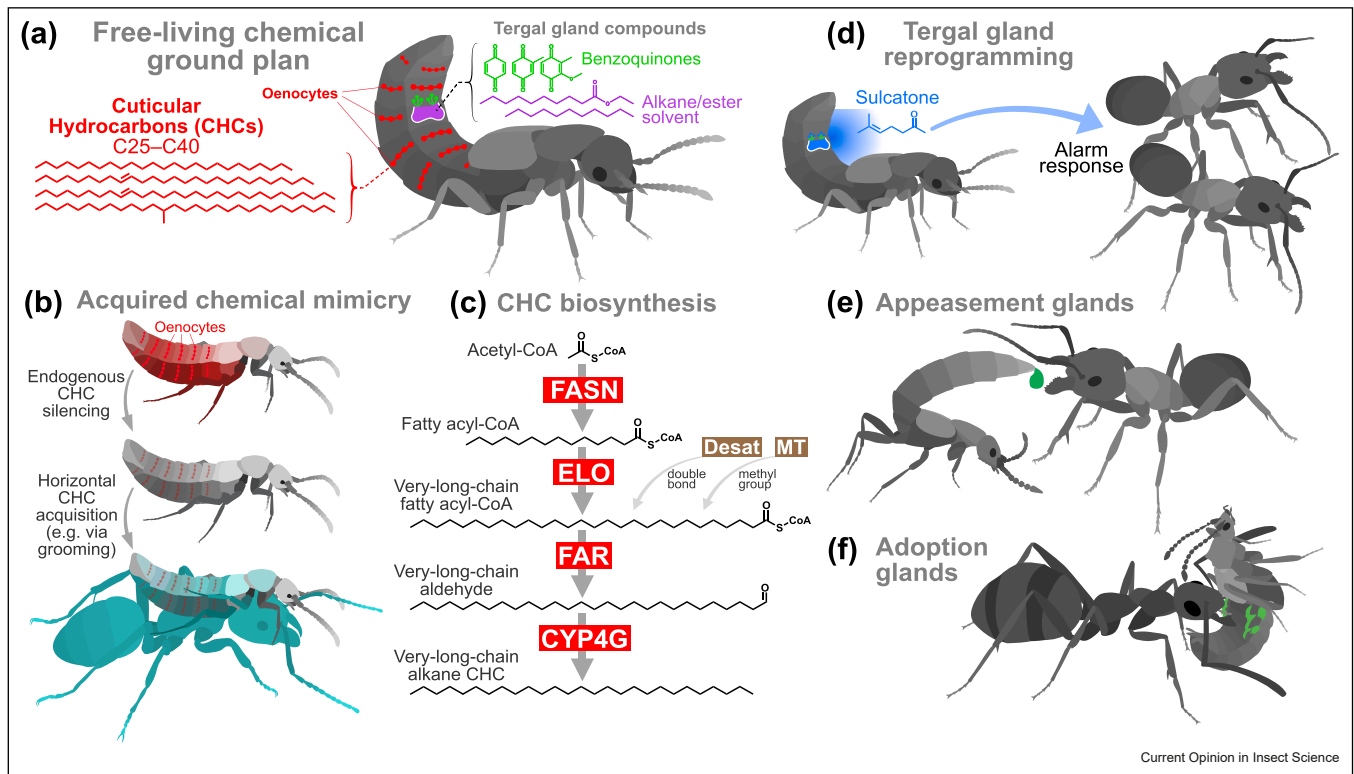 (a)
Free-living chemical
ground plan
Cuticular
Hydrocarbons (CHCs)
C25–C40
Oenocytes
Tergal gland compounds
O
O
O
O
O
O
O
Benzoquinones
O
O
Alkane/ester
solvent
(b)
Acquired chemical mimicry
Oenocytes
Endogenous
CHC
silencing
Horizontal
CHC
acquisition
(e.g. via
grooming)
(c)
CHC biosynthesis
Acetyl-CoA
O
S CoA
FASN
Fatty acyl-CoA
O
S CoA
Desat
MT
ELO
double
bond
methyl
group
Very-long-chain
fatty acyl-CoA
O
S CoA
FAR
Very-long-chain
aldehyde
O
CYP4G
Very-long-chain
alkane CHC
(d)
Tergal gland
reprogramming
Sulcatone
O
Alarm
response
(e)
Appeasement glands
(f)
Adoption
glands
Current Opinion in Insect Science